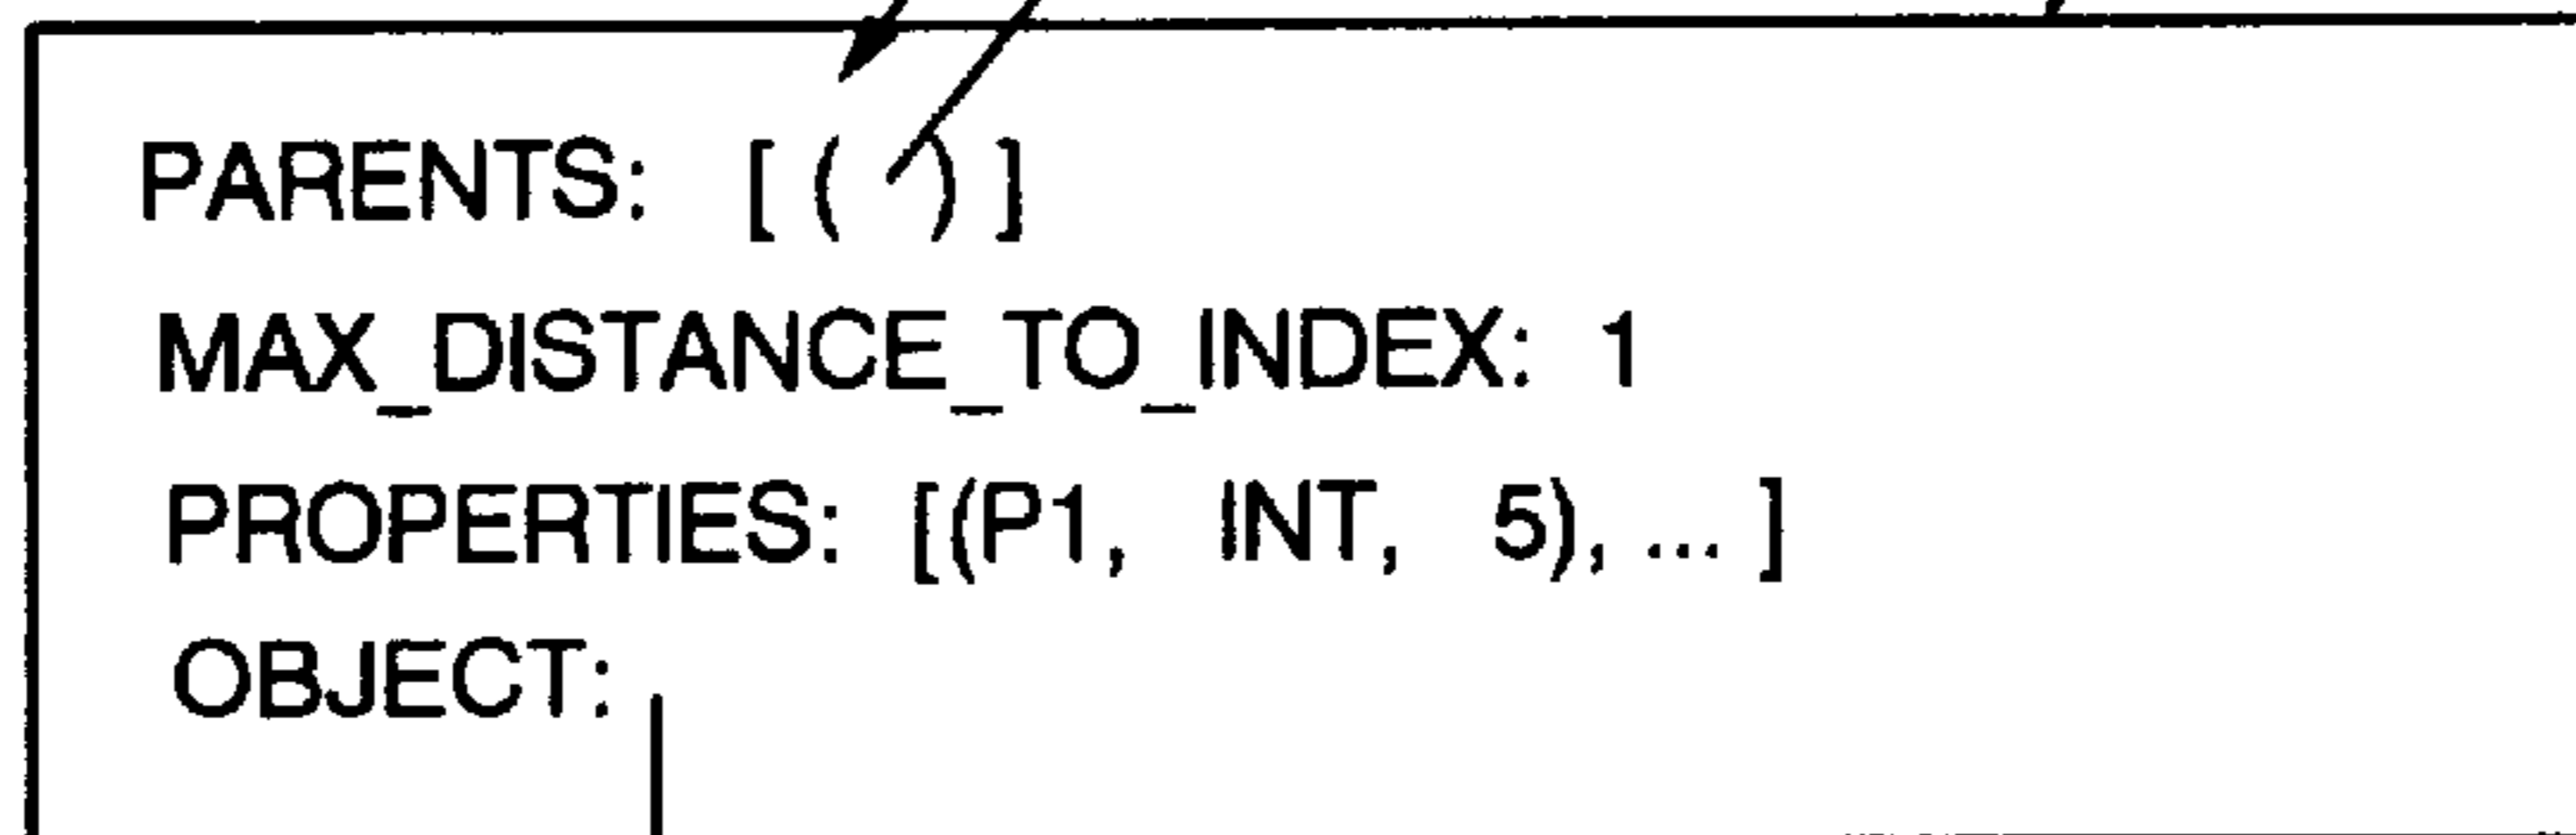 PARENTS: [ ( ) ]
MAX_DISTANCE_TO_INDEX: 1
PROPERTIES: [(P1, INT, 5), ... ]
OBJECT: